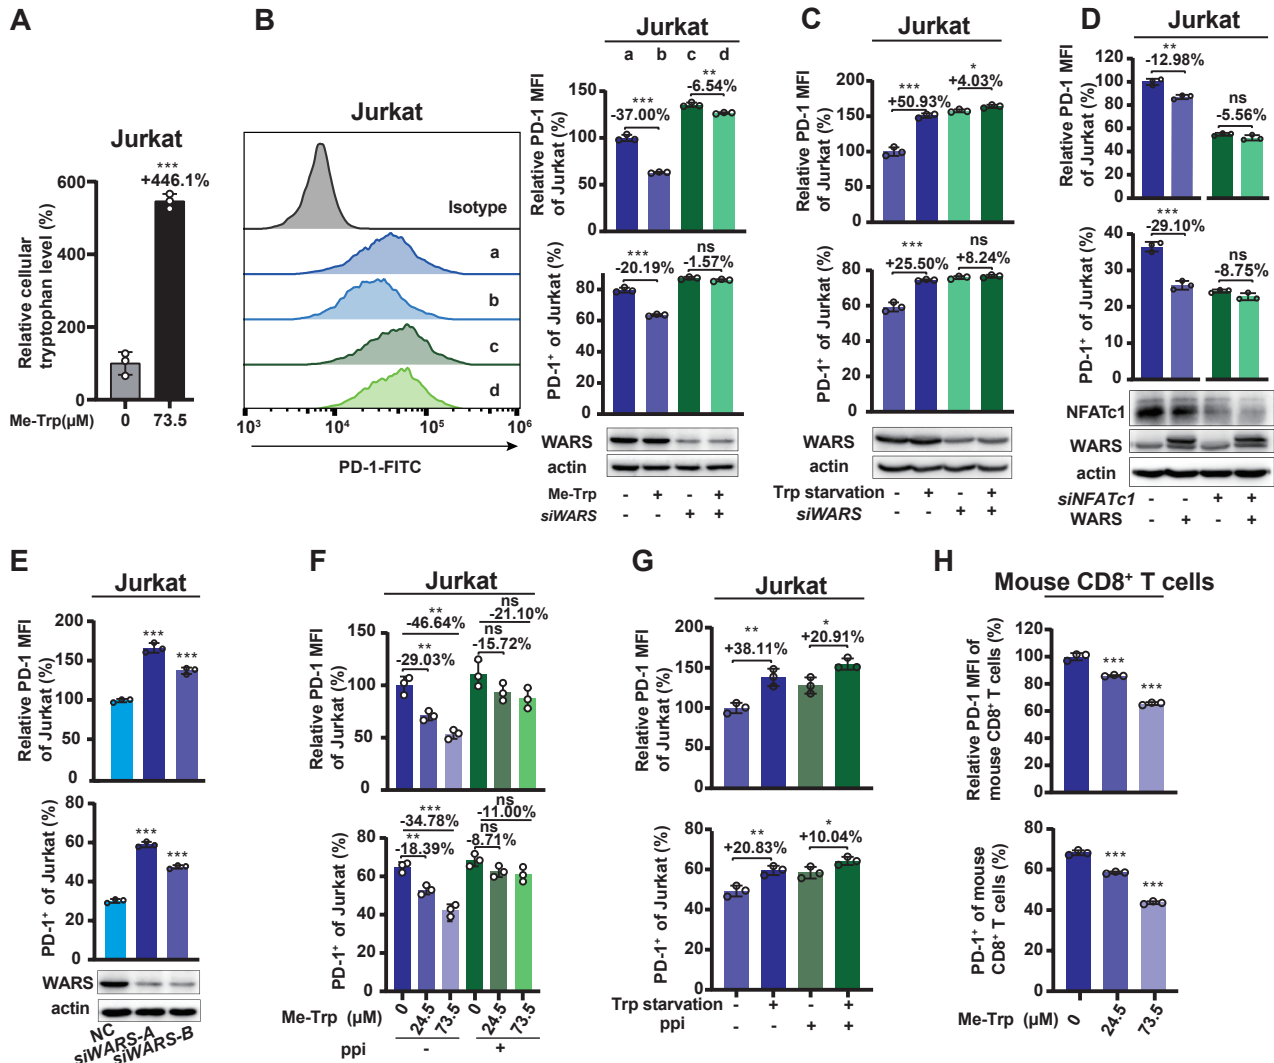 A
Jurkat
***
+446.1%
Relative cellular
tryptophan level (%)
600
400
200
0
Me-Trp(μM)
0
73.5
B
Jurkat
Isotype
a
b
c
d
10³
10⁴
10⁵
10⁶
PD-1-FITC
Jurkat
a b c d
Relative PD-1 MFI
of Jurkat (%)
150
100
50
0
***
-37.00%
**
-6.54%
PD-1⁺ of Jurkat (%)
80
60
40
20
0
***
-20.19%
ns
-1.57%
WARS
actin
Me-Trp - + - +
siWARS - - + +
C
Jurkat
Relative PD-1 MFI
of Jurkat (%)
150
100
50
0
***
+50.93%
*
+4.03%
PD-1⁺ of Jurkat (%)
80
60
40
20
0
***
+25.50%
ns
+8.24%
WARS
actin
Trp starvation - + - +
siWARS - - + +
D
Jurkat
Relative PD-1 MFI
of Jurkat (%)
120
100
80
60
40
20
0
**
-12.98%
ns
-5.56%
PD-1⁺ of Jurkat (%)
40
30
20
10
0
***
-29.10%
ns
-8.75%
NFATc1
WARS
actin
siNFATc1 - - + +
WARS - + - +
E
Jurkat
Relative PD-1 MFI
of Jurkat (%)
200
150
100
50
0
***
***
PD-1⁺ of Jurkat (%)
80
60
40
20
0
***
***
WARS
actin
NC
siWARS-A
siWARS-B
F
Jurkat
Relative PD-1 MFI
of Jurkat (%)
150
100
50
0
**
-46.64%
**
-29.03%
ns
-21.10%
ns
-15.72%
PD-1⁺ of Jurkat (%)
80
60
40
20
0
***
-34.78%
**
-18.39%
ns
-11.00%
ns
-8.71%
Me-Trp (μM) 0 24.5 73.5 0 24.5 73.5
ppi - +
G
Jurkat
Relative PD-1 MFI
of Jurkat (%)
200
150
100
50
0
**
+38.11%
*
+20.91%
PD-1⁺ of Jurkat (%)
80
60
40
20
0
**
+20.83%
*
+10.04%
Trp starvation - + - +
ppi - - + +
H
Mouse CD8⁺ T cells
Relative PD-1 MFI of
mouse CD8⁺ T cells (%)
120
100
80
60
40
20
0
***
***
PD-1⁺ of mouse
CD8⁺ T cells (%)
80
60
40
20
0
***
***
Me-Trp (μM) 0 24.5 73.5